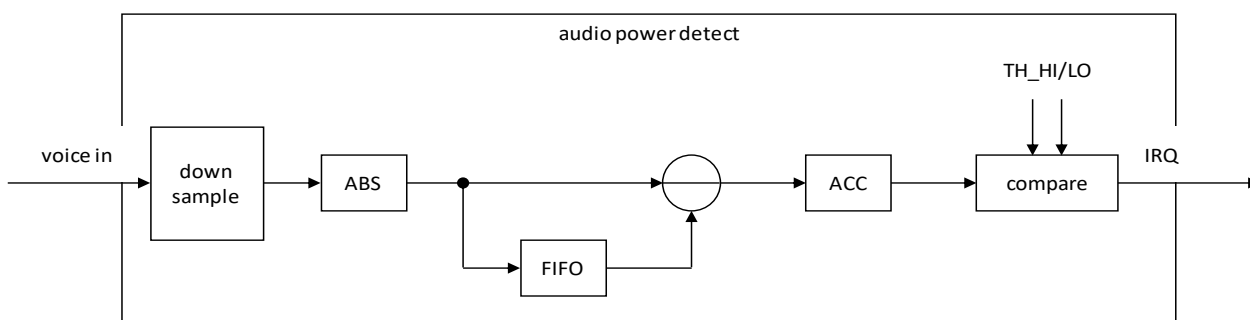 audio power detect
TH_HI/LO
voice in
IRQ
down
sample
ABS
ACC
compare
FIFO